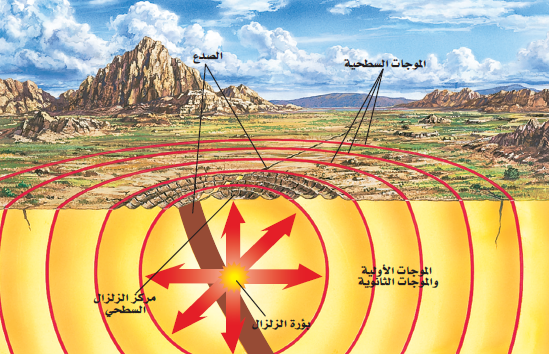 الصدع
الموجات السطحية
الموجات الأولية
والموجات الثانوية
مركز الزلزال
السطحي
بؤرة الزلزال